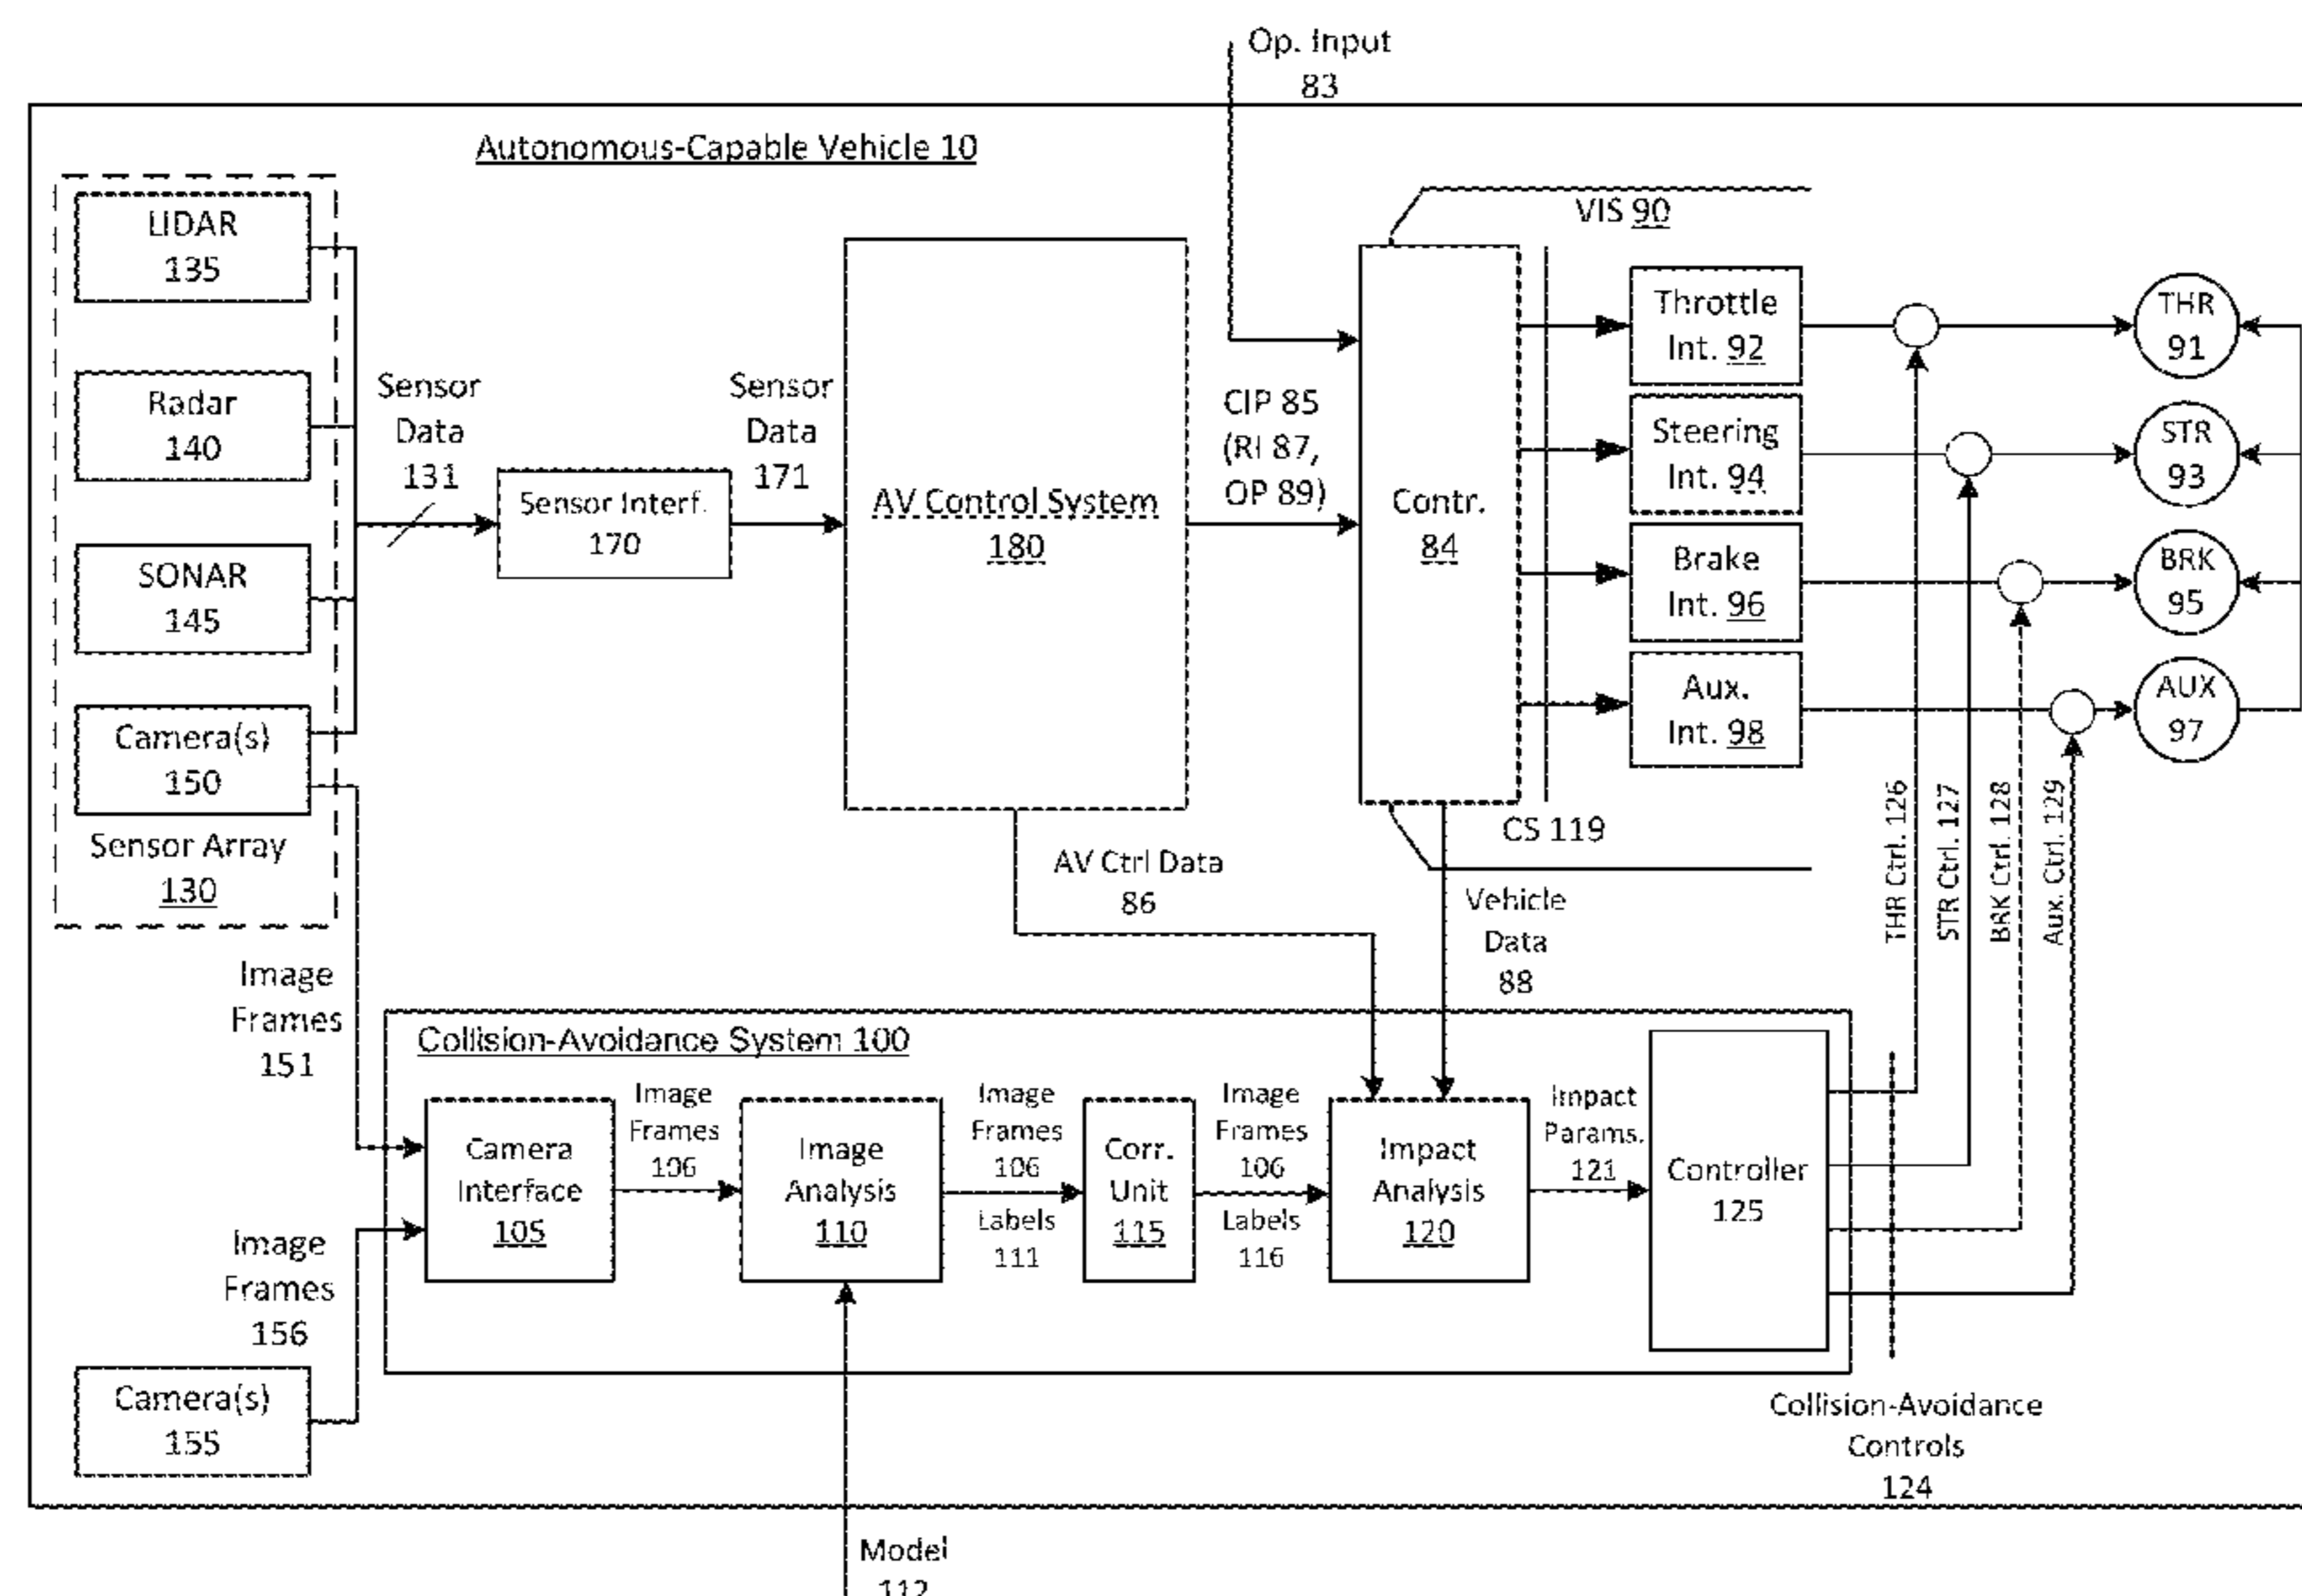 Op. Input
83
Autonomous-Capable Vehicle 10
LIDAR
135
Radar
140
SONAR
145
Camera(s)
150
Sensor Array
130
Sensor
Data
131
Sensor Interf.
170
Sensor
Data
171
AV Control System
180
CIP 85
(RI 87,
OP 89)
Contr.
84
VIS 90
Throttle
Int. 92
Steering
Int. 94
Brake
Int. 96
Aux.
Int. 98
THR
91
STR
93
BRK
95
AUX
97
CS 119
AV Ctrl Data
86
Vehicle
Data
88
THR Ctrl. 126
STR Ctrl. 127
BRK Ctrl. 128
Aux. Ctrl. 129
Image
Frames
151
Collision-Avoidance System 100
Camera
Interface
105
Image
Frames
106
Image
Analysis
110
Image
Frames
106
Labels
111
Corr.
Unit
115
Image
Frames
106
Labels
116
Impact
Analysis
120
Impact
Params.
121
Controller
125
Image
Frames
156
Camera(s)
155
Collision-Avoidance
Controls
124
Model
112